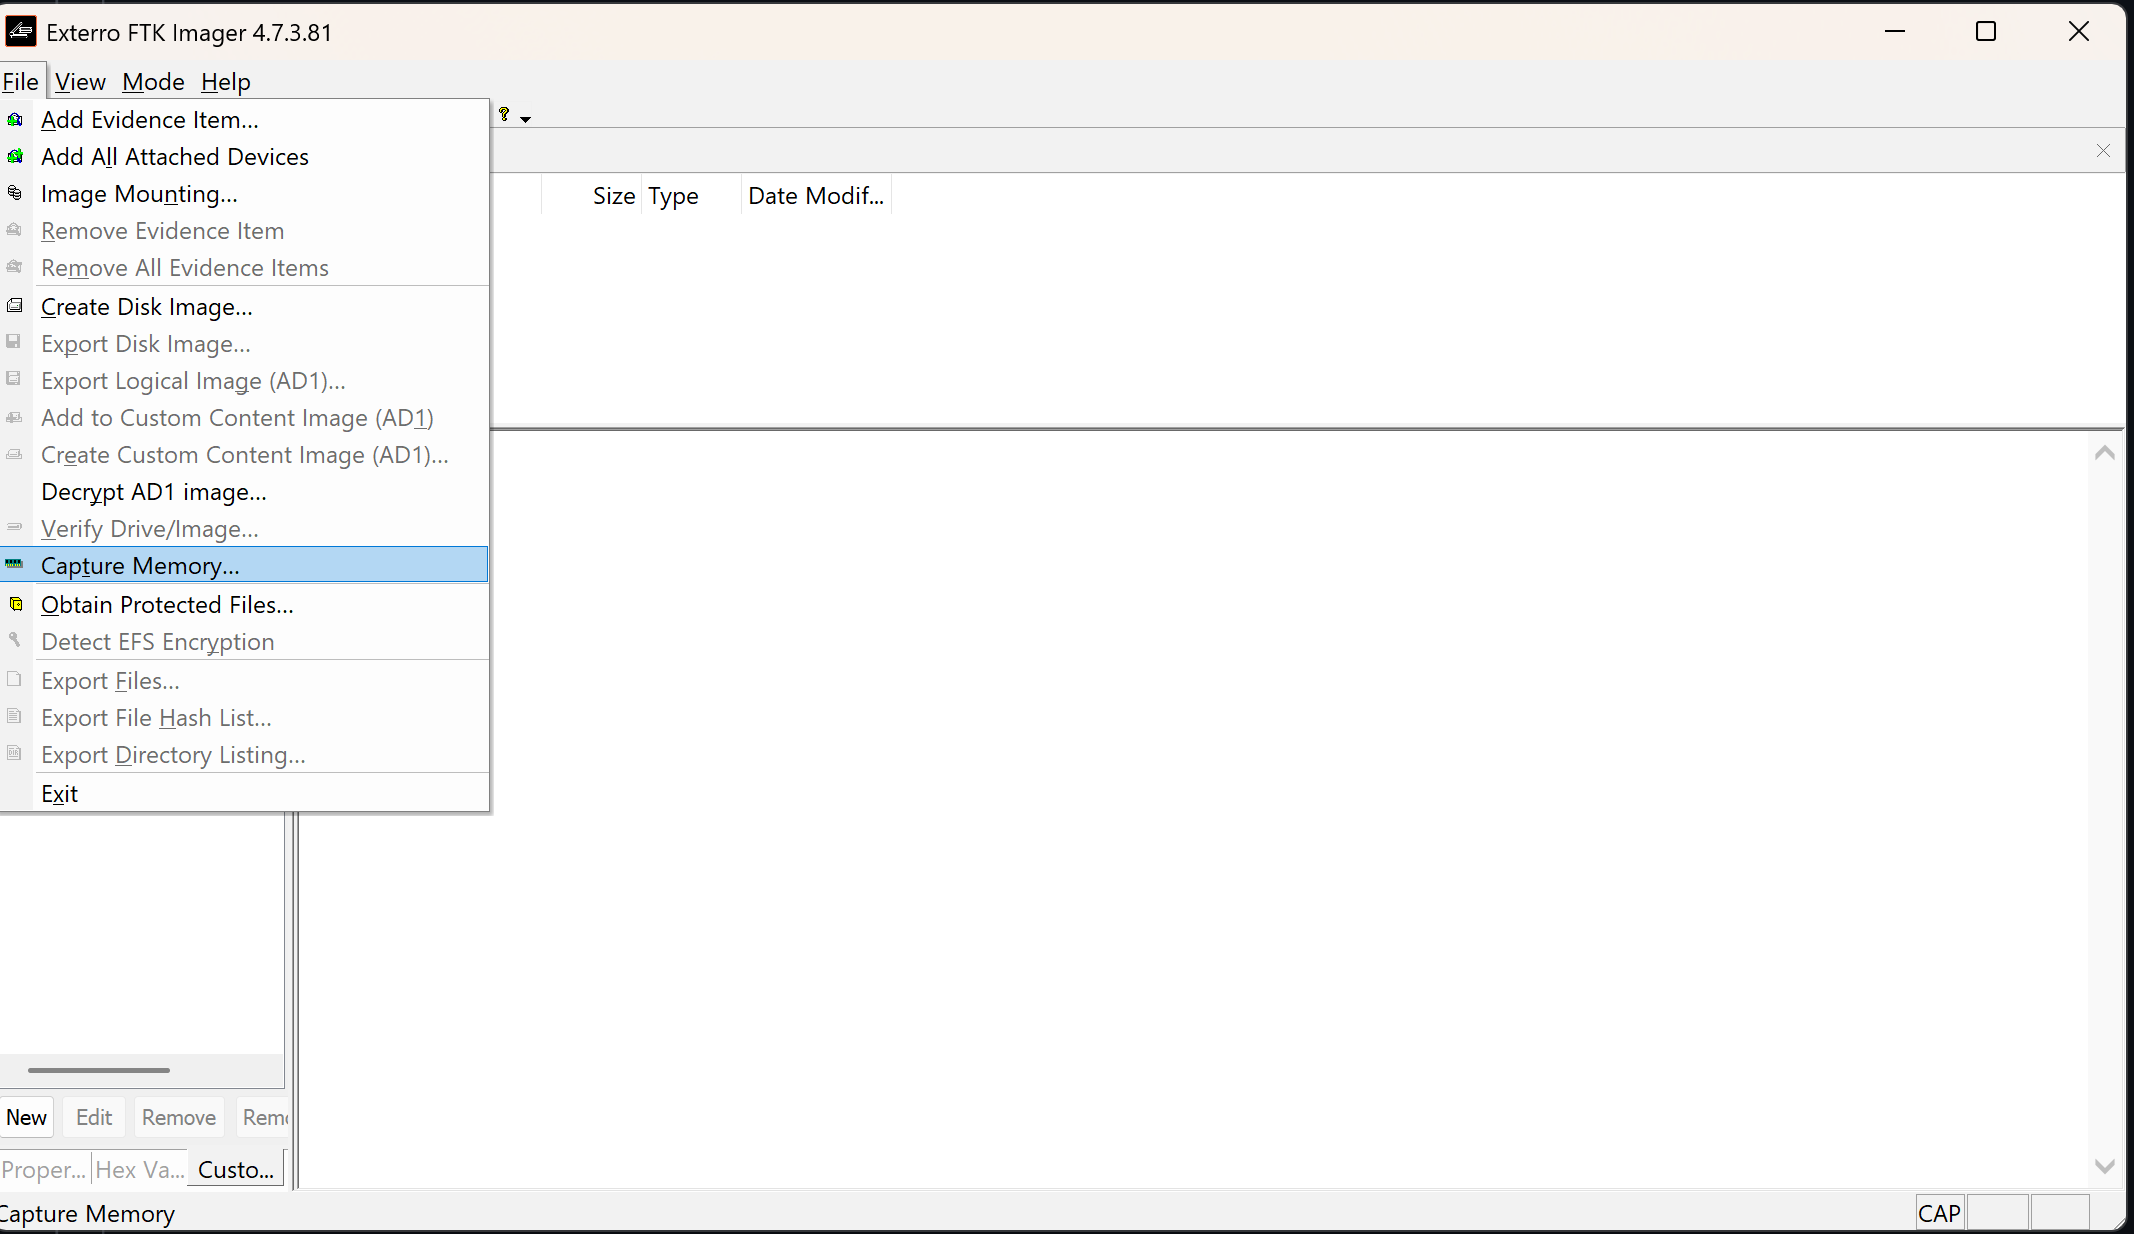 Exterro FTK Imager 4.7.3.81
File View Mode Help
Add Evidence Item...
Add All Attached Devices
Image Mounting...
Remove Evidence Item
Remove All Evidence Items
Create Disk Image...
Export Disk Image...
Export Logical Image (AD1)...
Add to Custom Content Image (AD1)
Create Custom Content Image (AD1)...
Decrypt AD1 image...
Verify Drive/Image...
Capture Memory...
Obtain Protected Files...
Detect EFS Encryption
Export Files...
Export File Hash List...
Export Directory Listing...
Exit
Size Type Date Modif...
New Edit Remove Remo
Proper... Hex Va... Custo...
Capture Memory
CAP